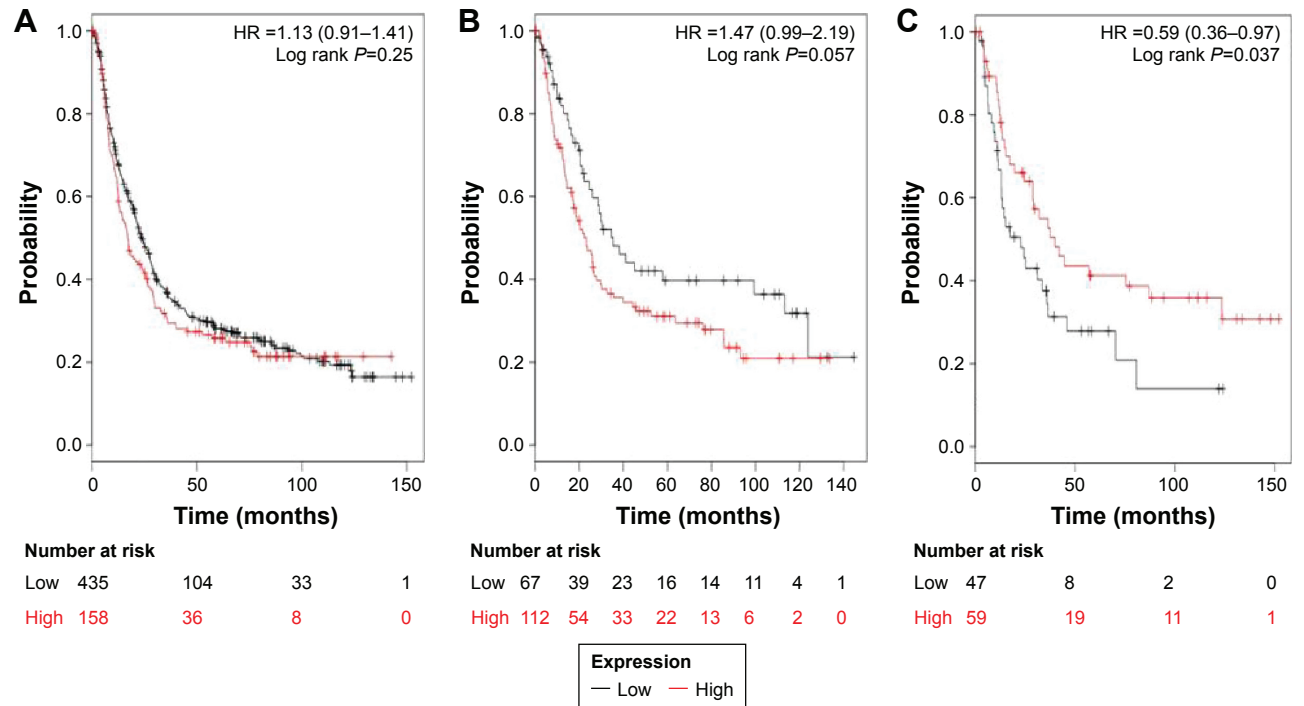 A
HR =1.13 (0.91–1.41)
Log rank P=0.25
1.0
0.8
0.6
0.4
0.2
0.0
Probability
0 50 100 150
Time (months)
Number at risk
Low 435 104 33 1
High 158 36 8 0
B
HR =1.47 (0.99–2.19)
Log rank P=0.057
1.0
0.8
0.6
0.4
0.2
0.0
Probability
0 20 40 60 80 100 120 140
Time (months)
Number at risk
Low 67 39 23 16 14 11 4 1
High 112 54 33 22 13 6 2 0
C
HR =0.59 (0.36–0.97)
Log rank P=0.037
1.0
0.8
0.6
0.4
0.2
0.0
Probability
0 50 100 150
Time (months)
Number at risk
Low 47 8 2 0
High 59 19 11 1
Expression
Low High